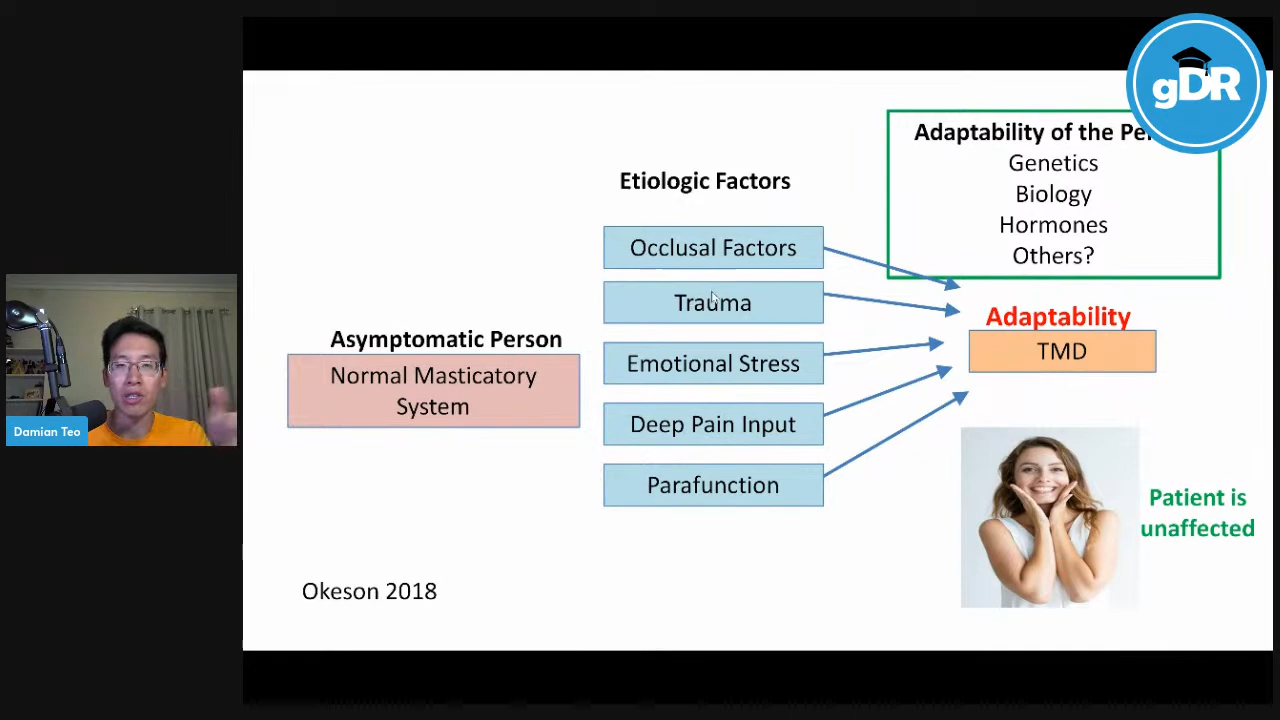 gDR
Adaptability of the
Genetics
Biology
Hormones
Others?
Etiologic Factors
Occlusal Factors
Trauma
Emotional Stress
Deep Pain Input
Parafunction
Asymptomatic Person
Normal Masticatory
System
Adaptability
TMD
Patient is
unaffected
Damian Teo
Okeson 2018